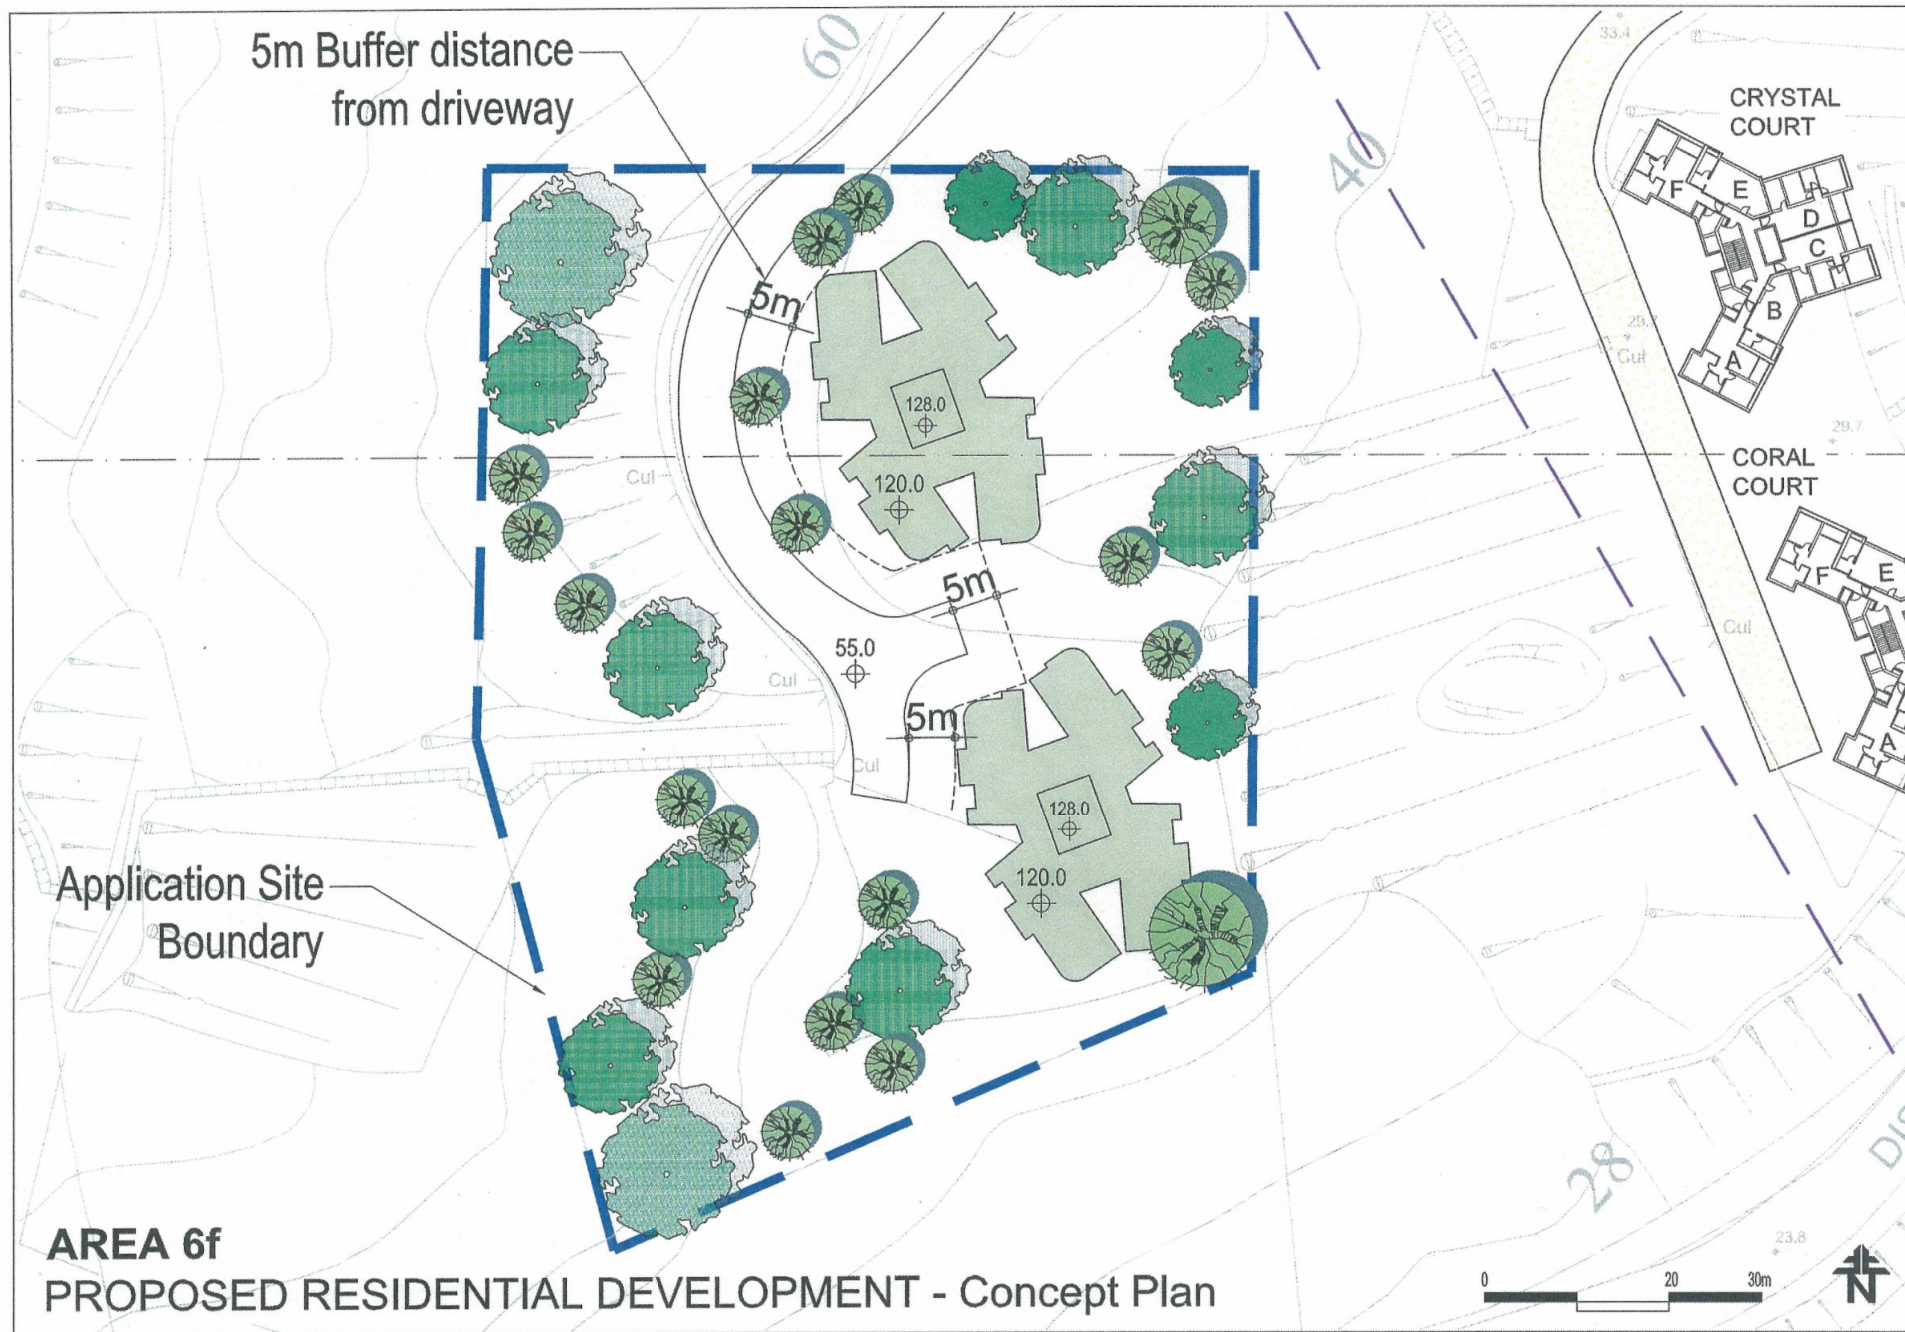 5m Buffer distance
from driveway
60
33.4
CRYSTAL
COURT
40
F
E
D
C
B
A
5m
Cul
29.7
128.0
CORAL
COURT
Cul
120.0
F
E
5m
Cul
55.0
Cul
5m
A
Cul
128.0
120.0
Application Site
Boundary
28
23.8
AREA 6f
PROPOSED RESIDENTIAL DEVELOPMENT - Concept Plan
0 20 30m
N